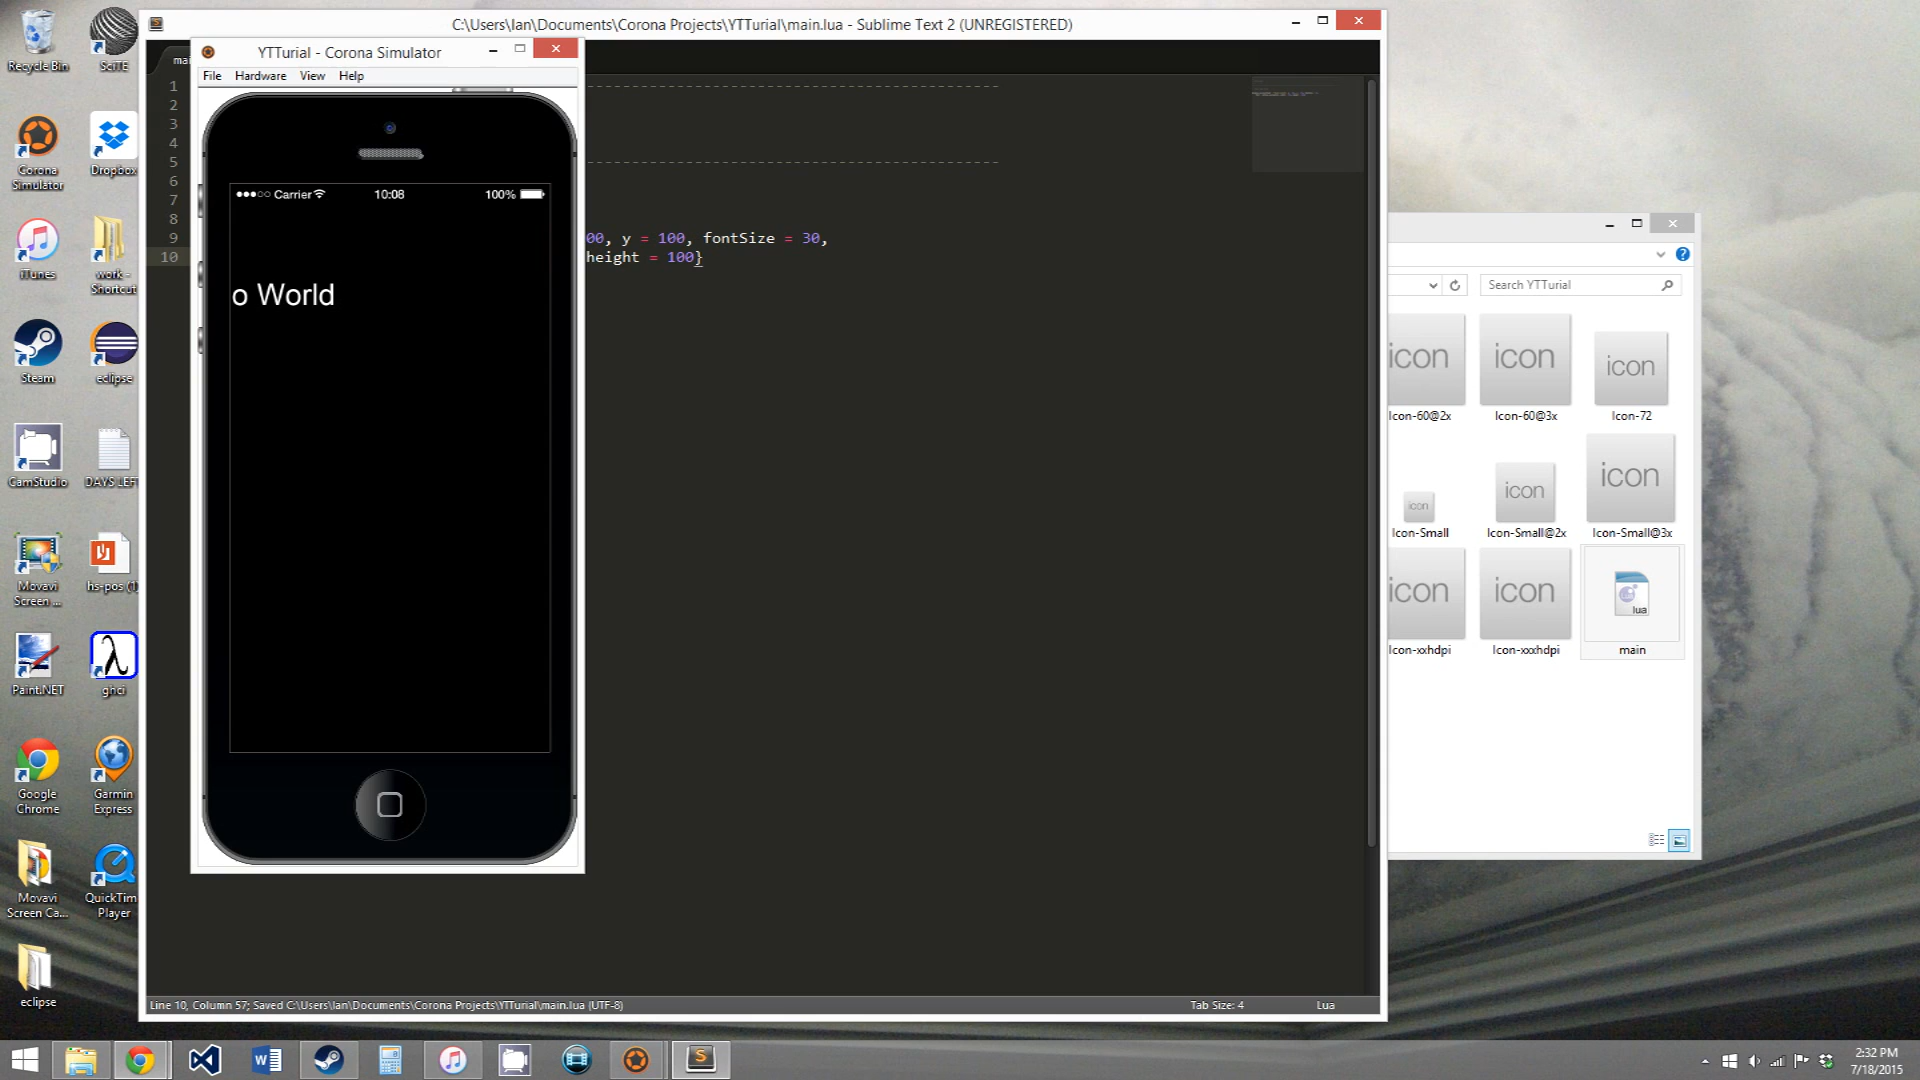 Recycle Bin
SciTE
Corona
Simulator
Dropbox
iTunes
work -
Shortcut
Steam
eclipse
CamStudio
DAYS LEFT
Movavi
Screen ...
hs-pos (1)
Paint.NET
ghci
Google
Chrome
Garmin
Express
Movavi
Screen Ca...
QuickTim
Player
eclipse
C:\Users\Ian\Documents\Corona Projects\YTTurial\main.lua - Sublime Text 2 (UNREGISTERED)
mai
YTTurial - Corona Simulator
File Hardware View Help
Carrier 10:08 100%
o World
1
2
3
4
5
6
7
8
9
10
00, y = 100, fontSize = 30,
height = 100}
Line 10, Column 57; Saved C:\Users\Ian\Documents\Corona Projects\YTTurial\main.lua (UTF-8)
Tab Size: 4
Lua
Search YTTurial
icon icon icon
Icon-60@2x Icon-60@3x Icon-72
icon icon icon
Icon-Small Icon-Small@2x Icon-Small@3x
icon icon lua
Icon-xxhdpi Icon-xxxhdpi main
2:32 PM
7/18/2015